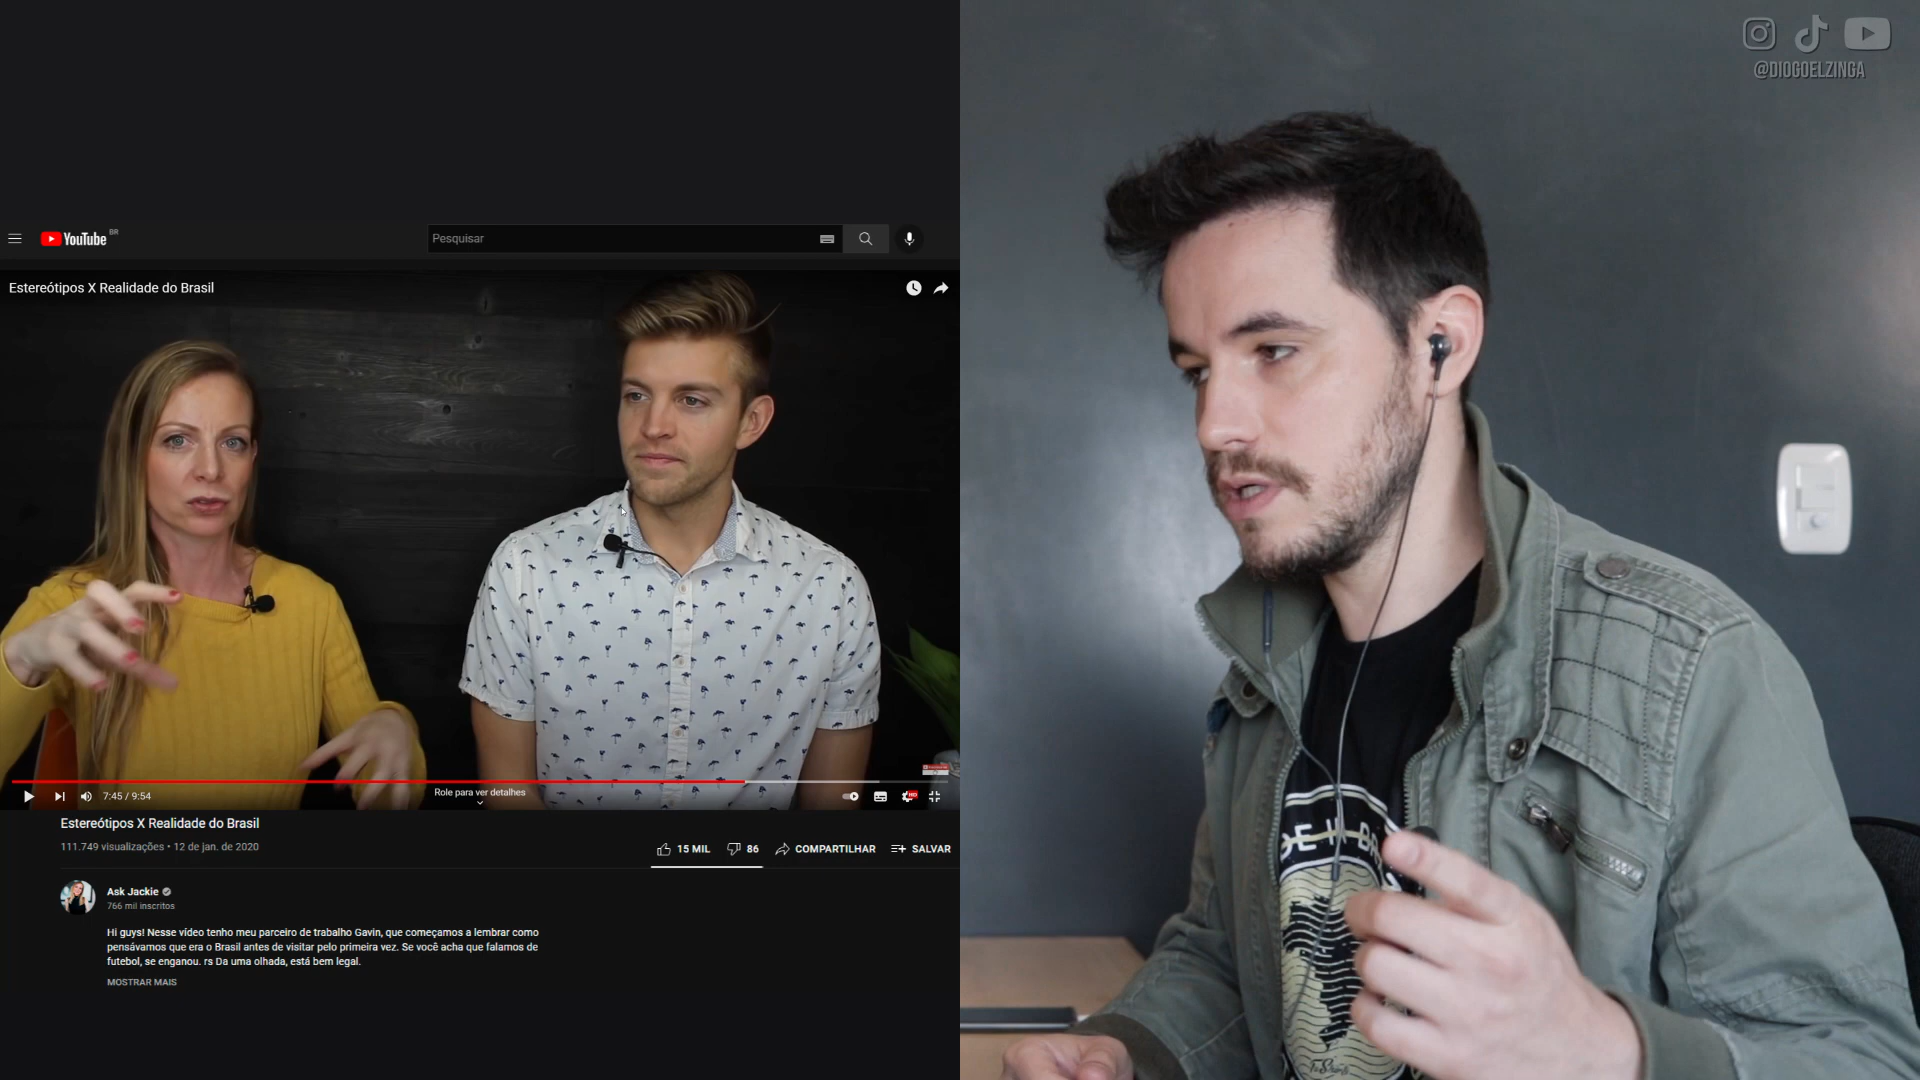 YouTube BR
Pesquisar
Estereótipos X Realidade do Brasil
7:45 / 9:54
Role para ver detalhes
HD
Estereótipos X Realidade do Brasil
111.749 visualizações • 12 de jan. de 2020
15 MIL
86
COMPARTILHAR
SALVAR
Ask Jackie
766 mil inscritos
Hi guys! Nesse vídeo tenho meu parceiro de trabalho Gavin, que começamos a lembrar como
pensávamos que era o Brasil antes de visitar pelo primeira vez. Se você acha que falamos de
futebol, se enganou. rs Da uma olhada, está bem legal.
MOSTRAR MAIS
@DIOGOELZINGA